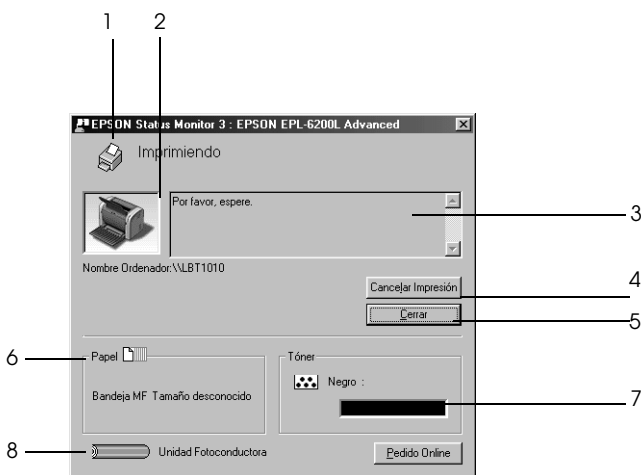 1 2
EPSON Status Monitor 3 : EPSON EPL-6200L Advanced
Imprimiendo
Por favor, espere.
3
Nombre Ordenador:\\LBT1010
Cancelar Impresión
4
Cerrar
5
6
Papel
Bandeja MF Tamaño desconocido
Tóner
Negro :
7
8
Unidad Fotoconductora
Pedido Online